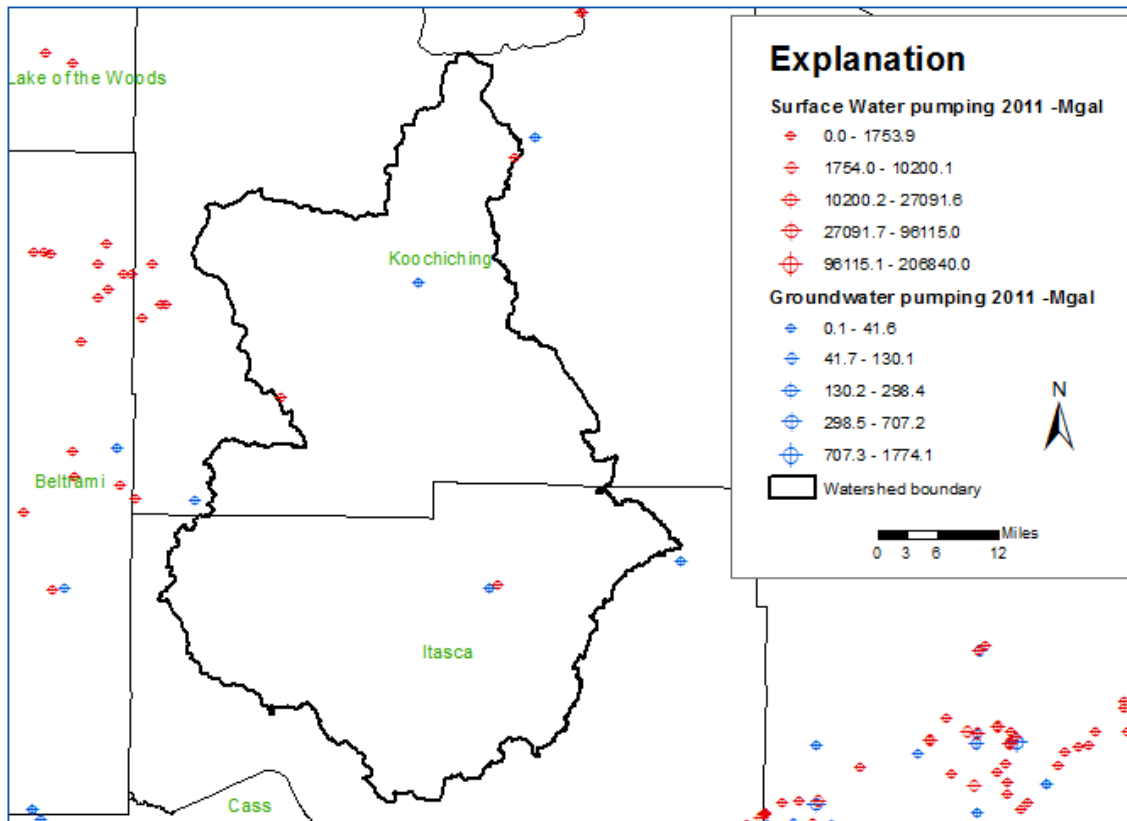 Lake of the Woods
Koochiching
Beltrami
Itasca
Cass
Explanation
Surface Water pumping 2011 -Mgal
0.0 - 1753.9
1754.0 - 10200.1
10200.2 - 27091.6
27091.7 - 96115.0
96115.1 - 206840.0
Groundwater pumping 2011 -Mgal
0.1 - 41.6
41.7 - 130.1
130.2 - 298.4
298.5 - 707.2
707.3 - 1774.1
Watershed boundary
N
Miles
0 3 6 12